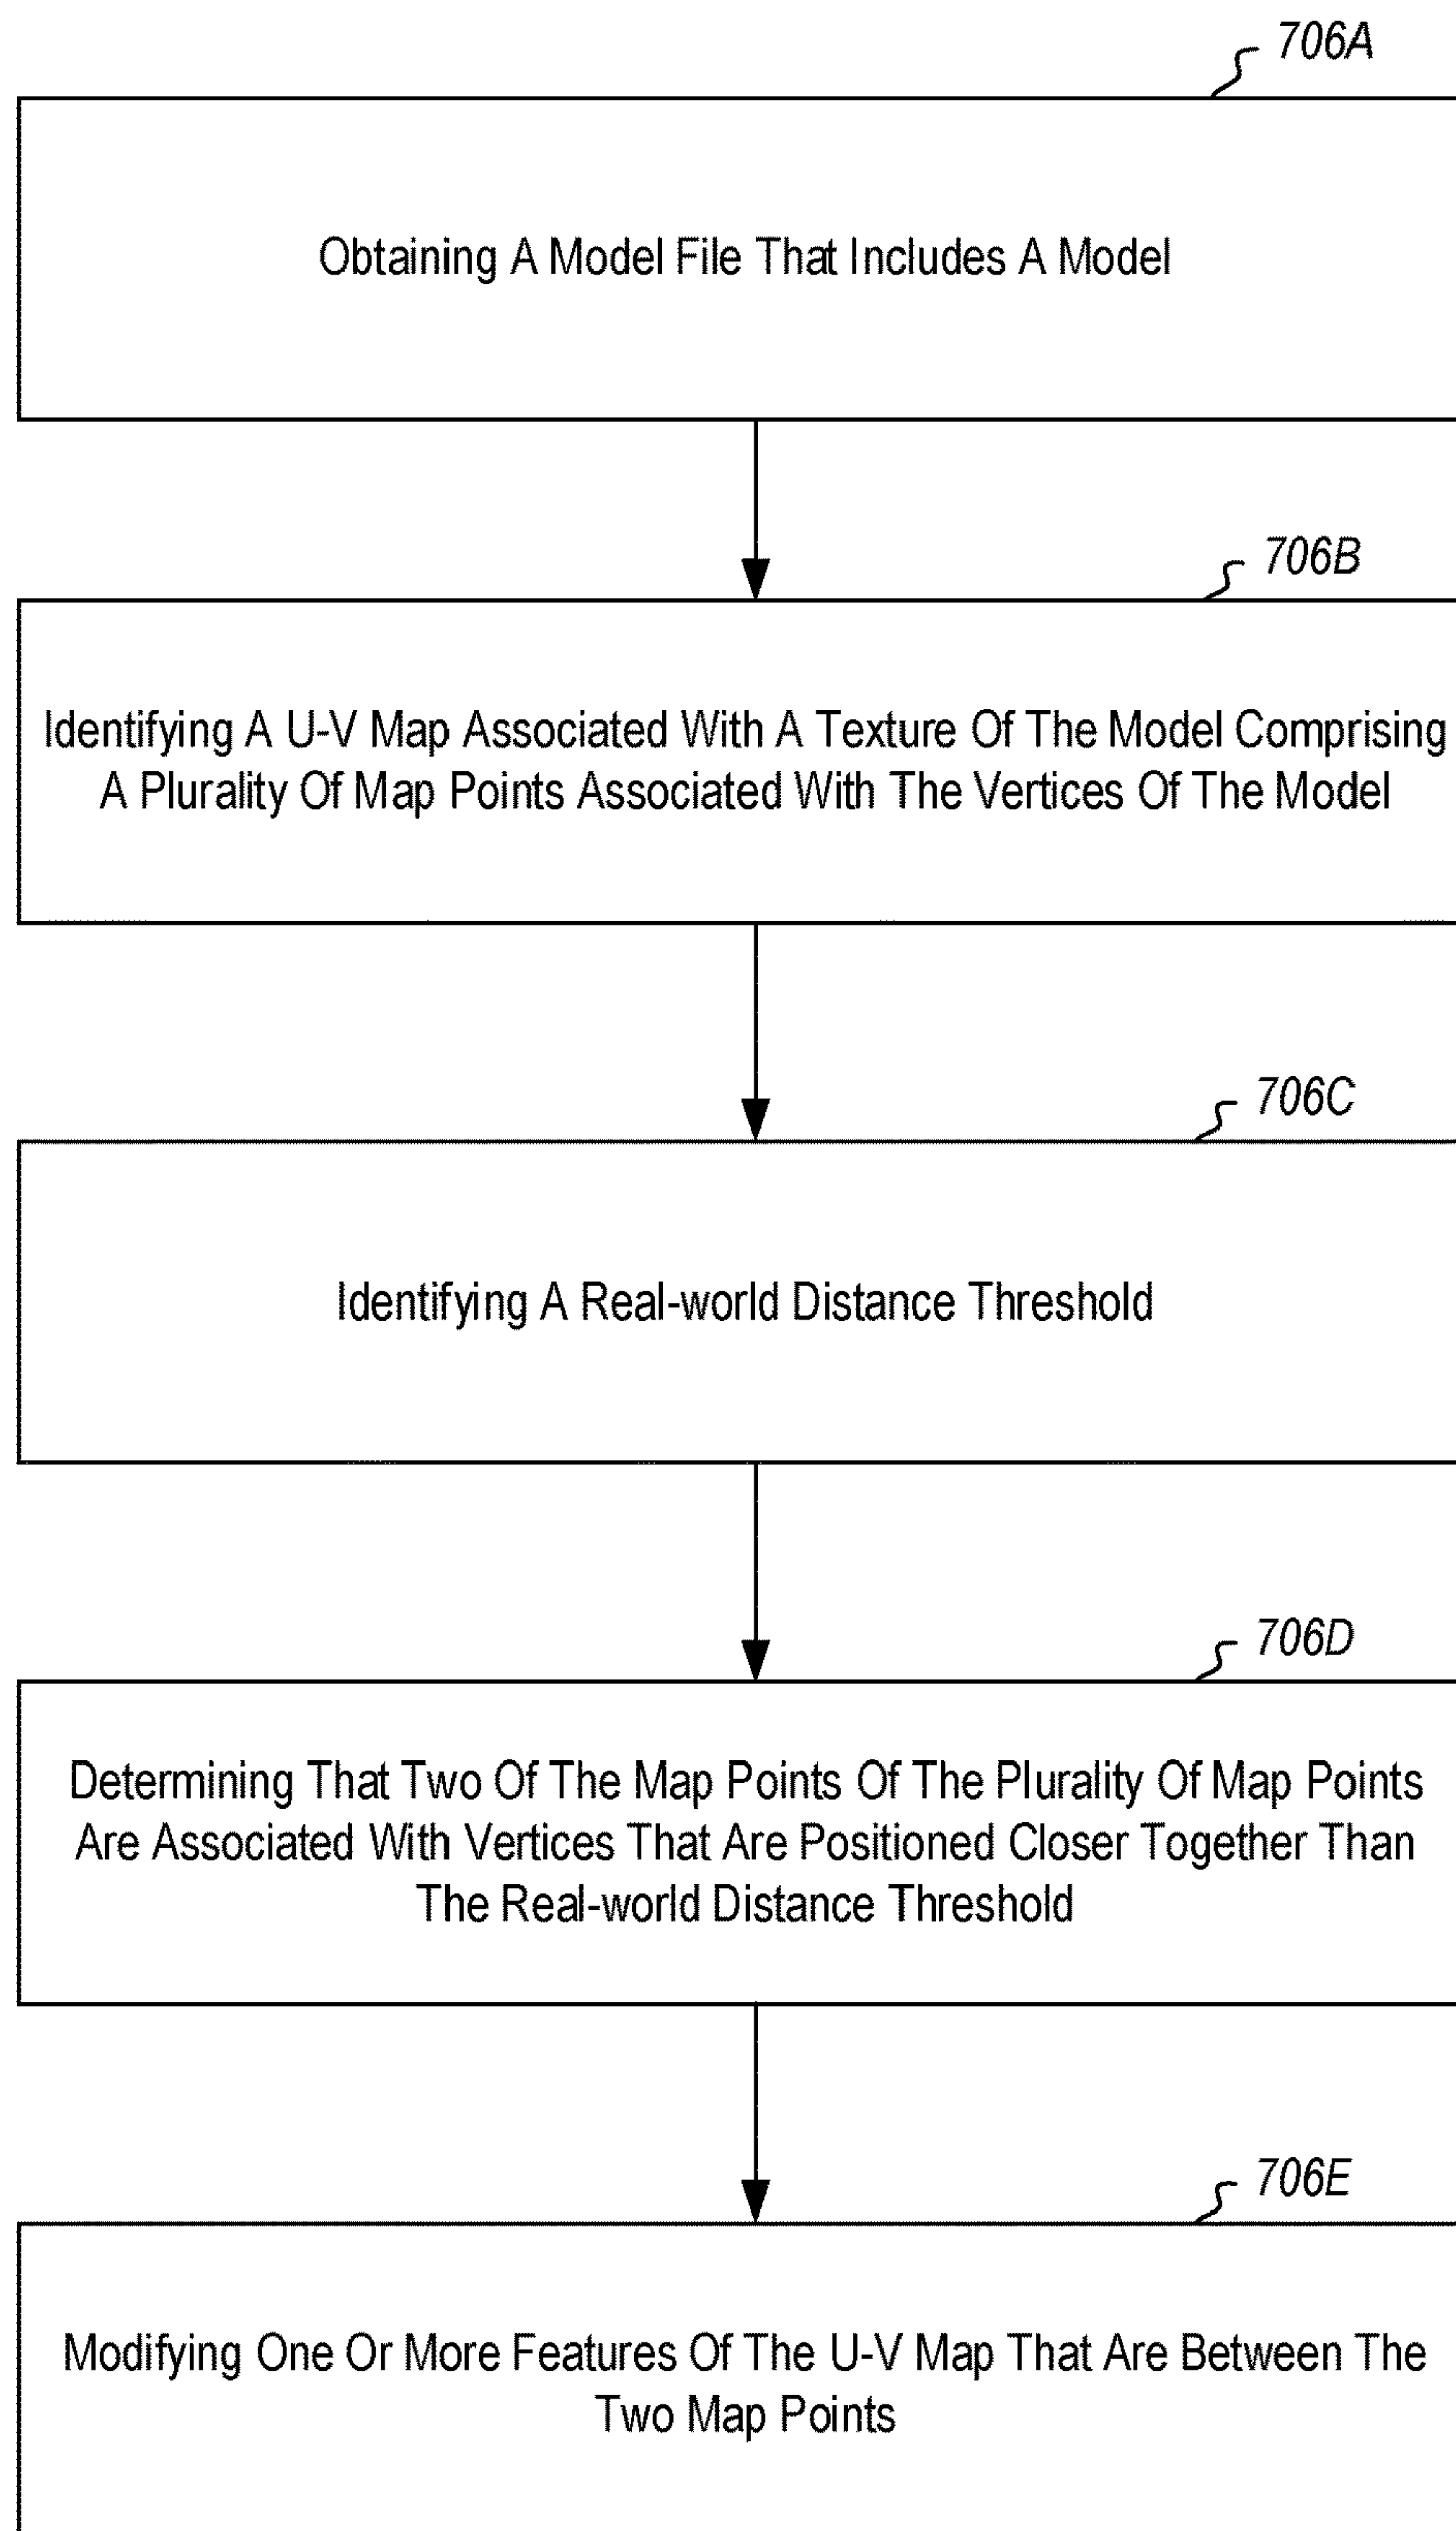 706A
Obtaining A Model File That Includes A Model
706B
Identifying A U-V Map Associated With A Texture Of The Model Comprising
A Plurality Of Map Points Associated With The Vertices Of The Model
706C
Identifying A Real-world Distance Threshold
706D
Determining That Two Of The Map Points Of The Plurality Of Map Points
Are Associated With Vertices That Are Positioned Closer Together Than
The Real-world Distance Threshold
706E
Modifying One Or More Features Of The U-V Map That Are Between The
Two Map Points